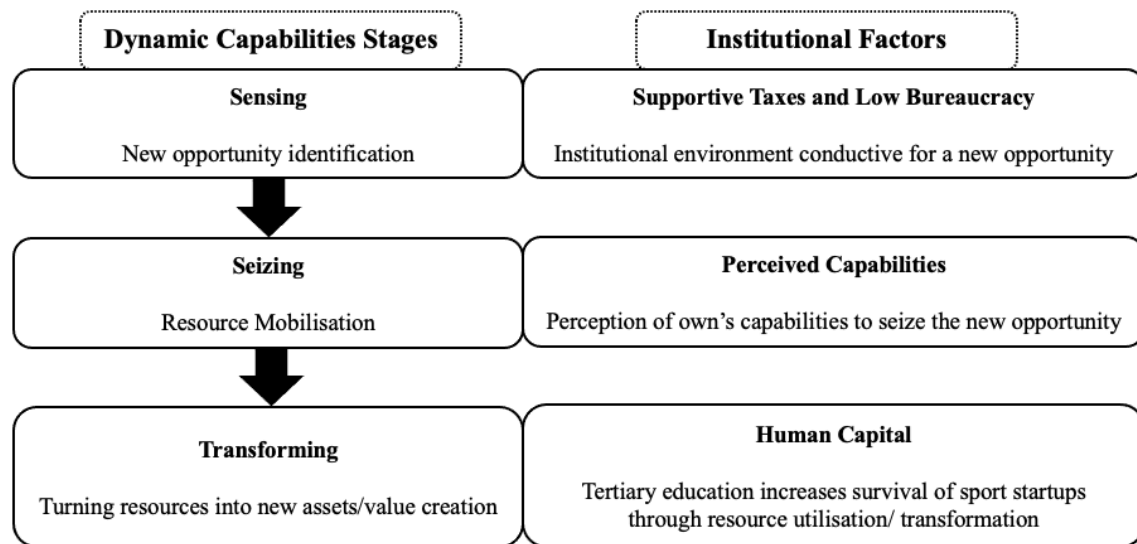 Dynamic Capabilities Stages
Institutional Factors
Sensing
New opportunity identification
Supportive Taxes and Low Bureaucracy
Institutional environment conductive for a new opportunity
Seizing
Resource Mobilisation
Perceived Capabilities
Perception of own's capabilities to seize the new opportunity
Transforming
Turning resources into new assets/value creation
Human Capital
Tertiary education increases survival of sport startups
through resource utilisation/ transformation